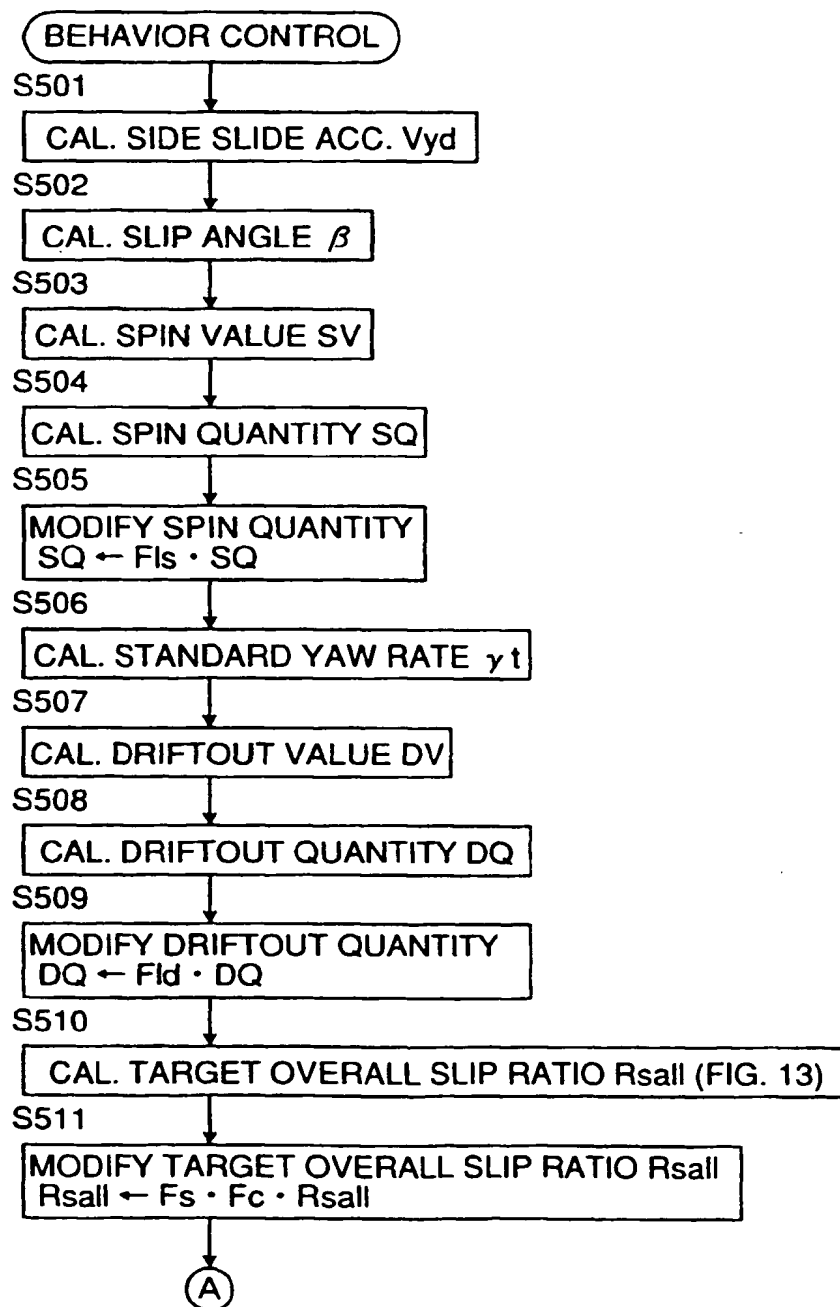 BEHAVIOR CONTROL
S501
CAL. SIDE SLIDE ACC. Vyd
S502
CAL. SLIP ANGLE β
S503
CAL. SPIN VALUE SV
S504
CAL. SPIN QUANTITY SQ
S505
MODIFY SPIN QUANTITY
SQ ← Fls · SQ
S506
CAL. STANDARD YAW RATE γt
S507
CAL. DRIFTOUT VALUE DV
S508
CAL. DRIFTOUT QUANTITY DQ
S509
MODIFY DRIFTOUT QUANTITY
DQ ← Fld · DQ
S510
CAL. TARGET OVERALL SLIP RATIO Rsall (FIG. 13)
S511
MODIFY TARGET OVERALL SLIP RATIO Rsall
Rsall ← Fs · Fc · Rsall
A